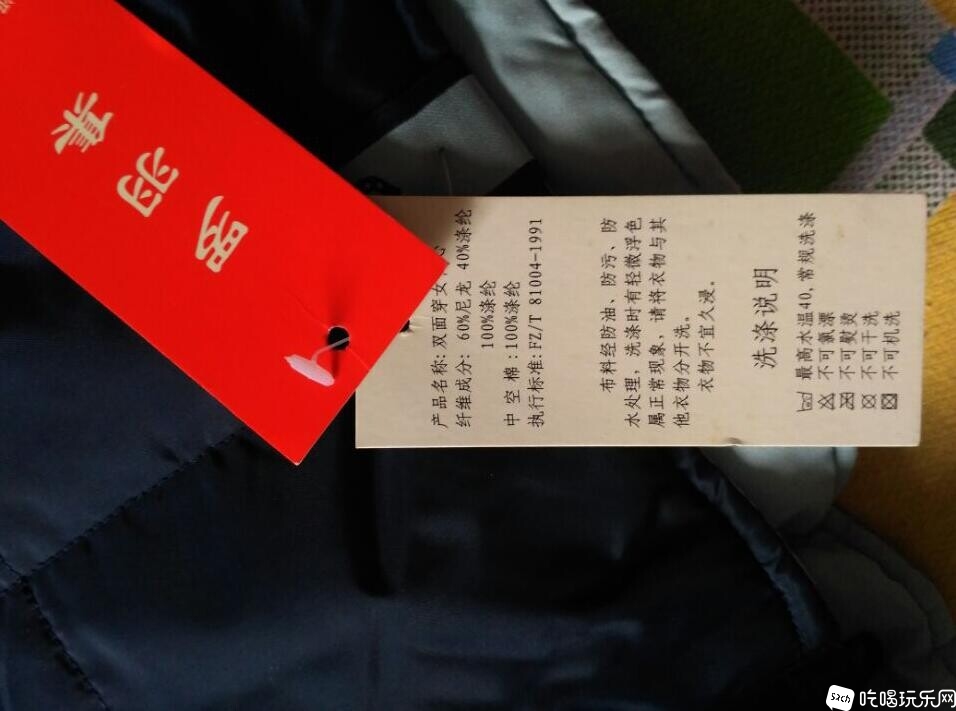 集羽
产品名称:双面穿女
纤维成分: 60%尼龙 40%涤纶
100%涤纶
中 空 棉:100%涤纶
执行标准:FZ/T 81004-1991
布料经防油、防污、防
水处理，洗涤时有轻微浮色
属正常现象，请将衣物与其
他衣物分开洗。
衣物不宜久浸。
洗涤说明
最高水温40,常规洗涤
不可氯漂
不可熨烫
不可干洗
不可机洗
sach
吃喝玩乐网